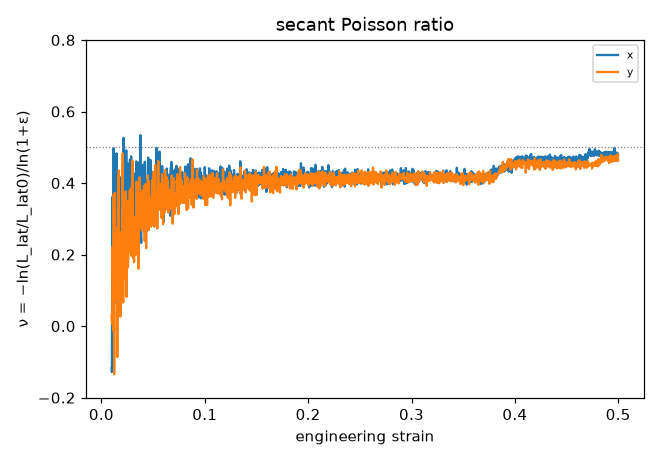 secant Poisson ratio
ν = −ln(L_lat/L_lat0)/ln(1+ε)
0.8
0.6
0.4
0.2
0.0
−0.2
x
y
0.0
0.1
0.2
0.3
0.4
0.5
engineering strain